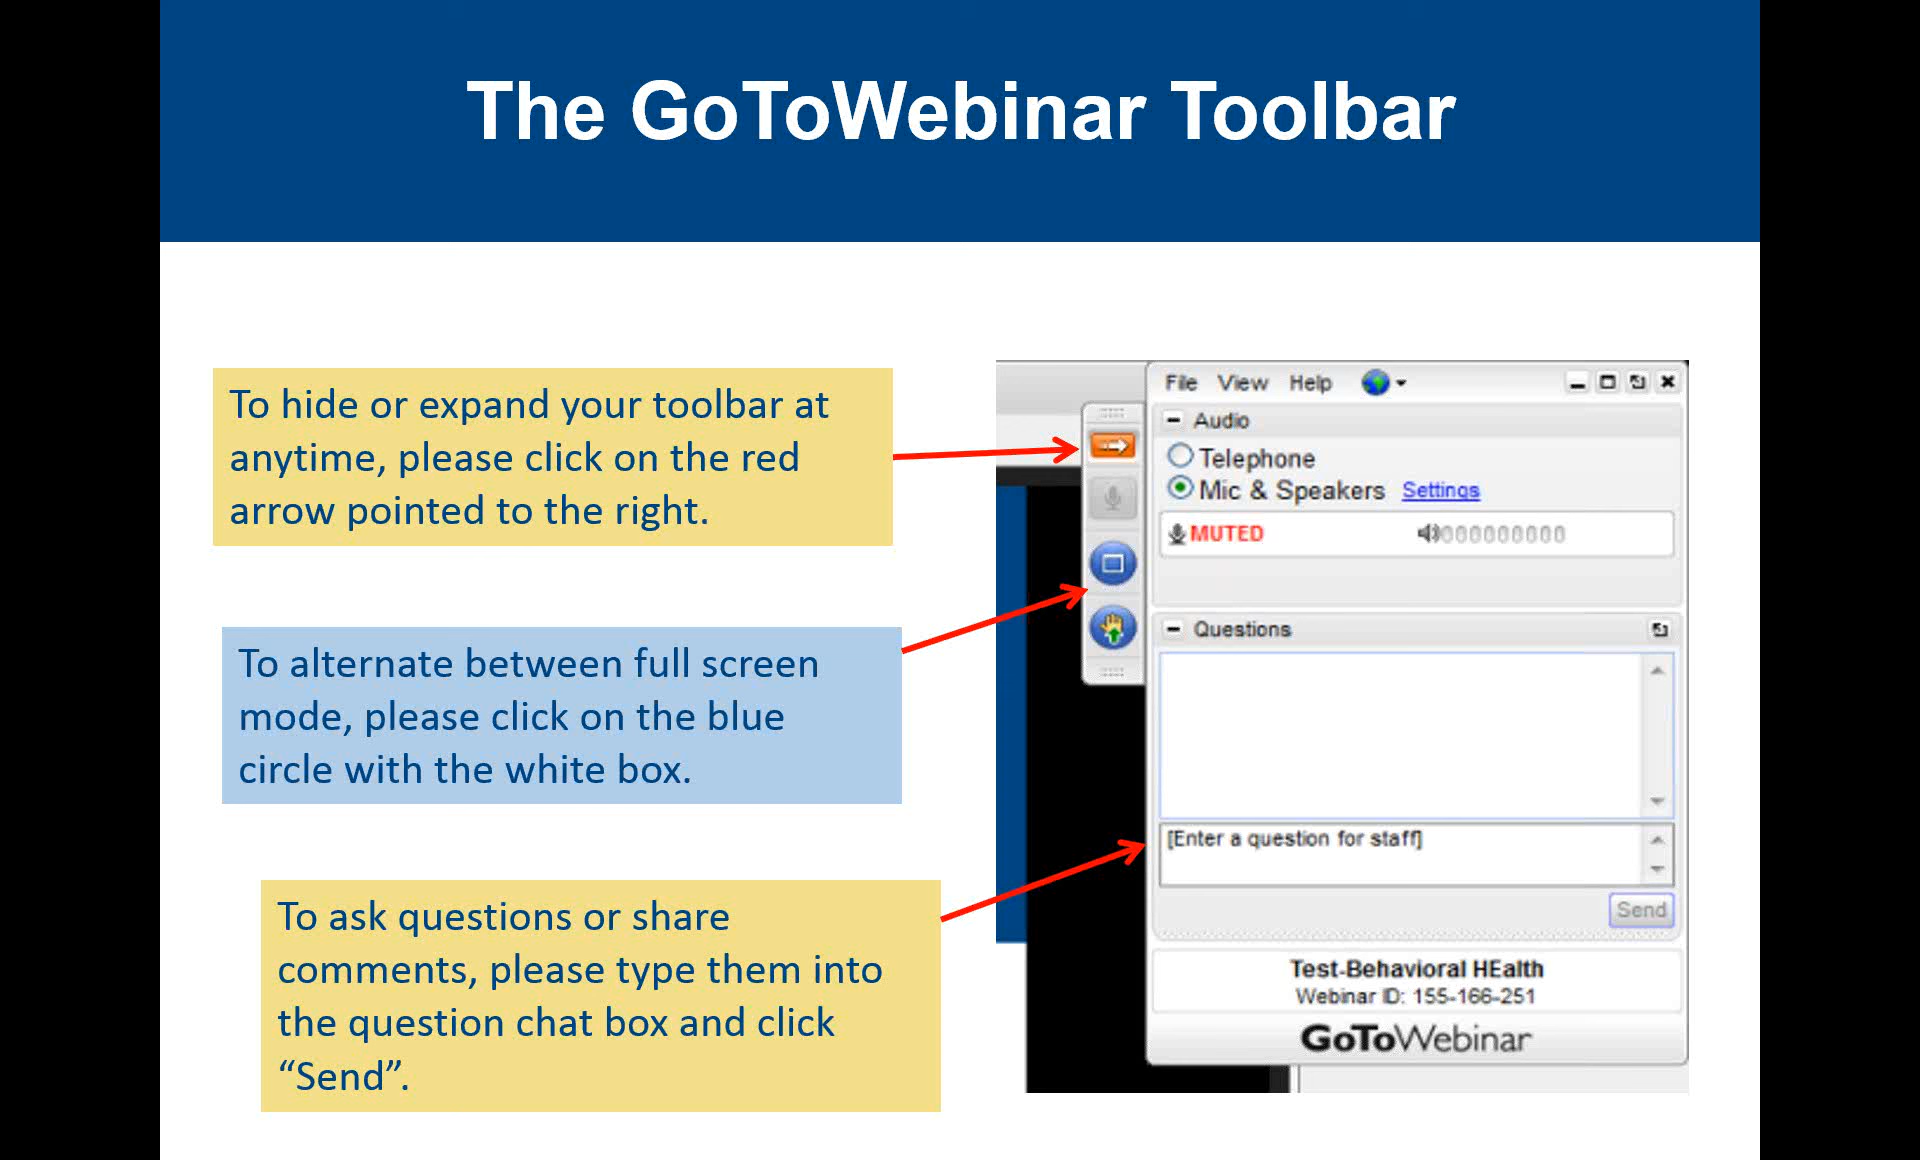 The GoToWebinar Toolbar
To hide or expand your toolbar at
anytime, please click on the red
arrow pointed to the right.
To alternate between full screen
mode, please click on the blue
circle with the white box.
To ask questions or share
comments, please type them into
the question chat box and click
“Send”.
File View Help
Audio
Telephone
Mic & Speakers Settings
MUTED
Questions
[Enter a question for staff]
Send
Test-Behavioral HEalth
Webinar ID: 155-166-251
GoToWebinar